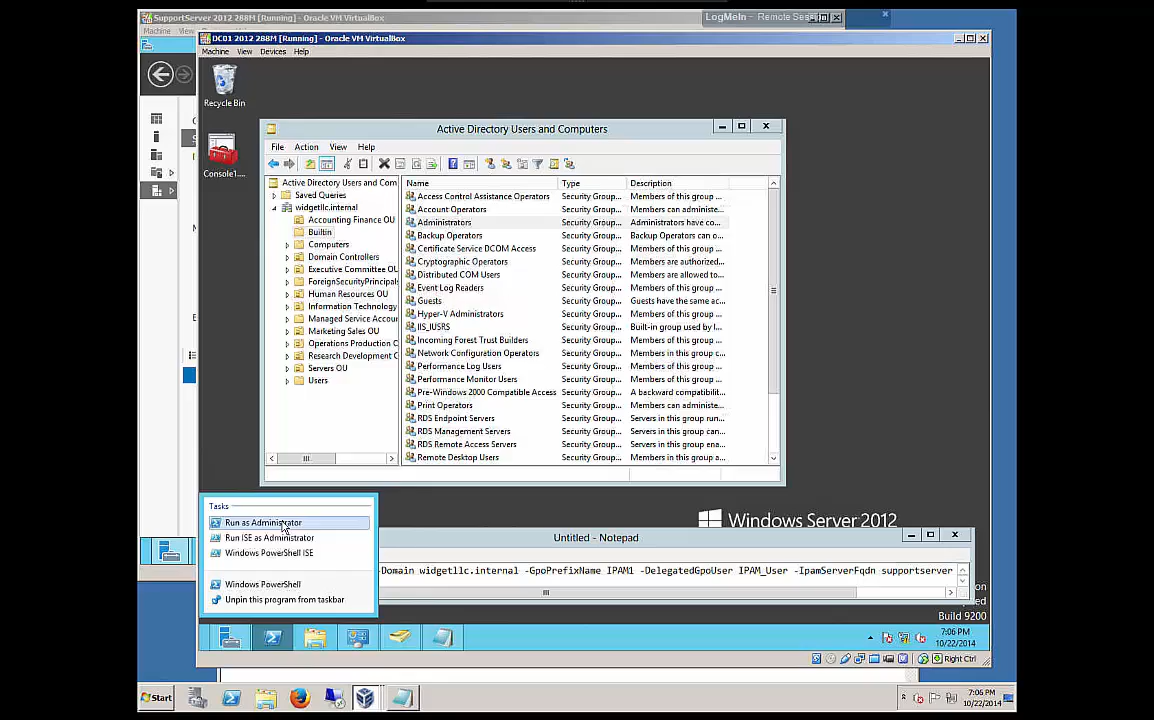 SupportServer 2012 288M [Running] - Oracle VM VirtualBox
LogMeIn - Remote Session
Machine View
DC01 2012 288M [Running] - Oracle VM VirtualBox
Machine View Devices Help
Recycle Bin
Console1....
Active Directory Users and Computers
File Action View Help
Active Directory Users and Com
Saved Queries
widgetllc.internal
Accounting Finance OU
Builtin
Computers
Domain Controllers
Executive Committee OU
ForeignSecurityPrincipals
Human Resources OU
Information Technology
Managed Service Accou
Marketing Sales OU
Operations Production C
Research Development C
Servers OU
Users
Name Type Description
Access Control Assistance Operators Security Group... Members of this group ...
Account Operators Security Group... Members can administe...
Administrators Security Group... Administrators have co...
Backup Operators Security Group... Backup Operators can o...
Certificate Service DCOM Access Security Group... Members of this group ...
Cryptographic Operators Security Group... Members are authorized...
Distributed COM Users Security Group... Members are allowed to...
Event Log Readers Security Group... Members of this group ...
Guests Security Group... Guests have the same ac...
Hyper-V Administrators Security Group... Members of this group ...
IIS_IUSRS Security Group... Built-in group used by I...
Incoming Forest Trust Builders Security Group... Members of this group ...
Network Configuration Operators Security Group... Members in this group c...
Performance Log Users Security Group... Members of this group ...
Performance Monitor Users Security Group... Members of this group ...
Pre-Windows 2000 Compatible Access Security Group... A backward compatibilit...
Print Operators Security Group... Members can administe...
RDS Endpoint Servers Security Group... Servers in this group run...
RDS Management Servers Security Group... Servers in this group can...
RDS Remote Access Servers Security Group... Servers in this group ena...
Remote Desktop Users Security Group... Members in this group a...
Tasks
Run as Administrator
Run ISE as Administrator
Windows PowerShell ISE
Windows PowerShell
Unpin this program from taskbar
Windows Server 2012
Untitled - Notepad
-Domain widgetllc.internal -GpoPrefixName IPAM1 -DelegatedGpoUser IPAM_User -IpamServerFqdn supportserver
Build 9200
7:06 PM
10/22/2014
Right Ctrl
Start
7:06 PM
10/22/2014